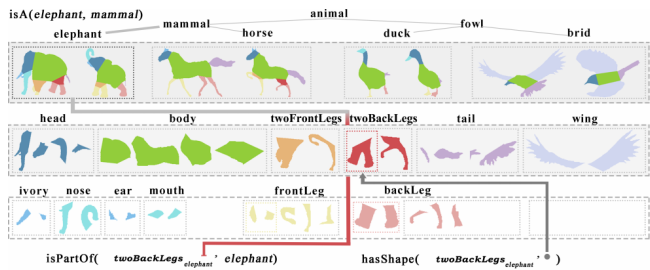 isA(elephant, mammal)
animal
mammal
fowl
elephant
horse
duck
brid
head
body
twoFrontLegs
twoBackLegs
tail
wing
ivory
nose
ear
mouth
frontLeg
backLeg
isPartOf( twoBackLegs elephant, elephant)
hasShape( twoBackLegs elephant, )